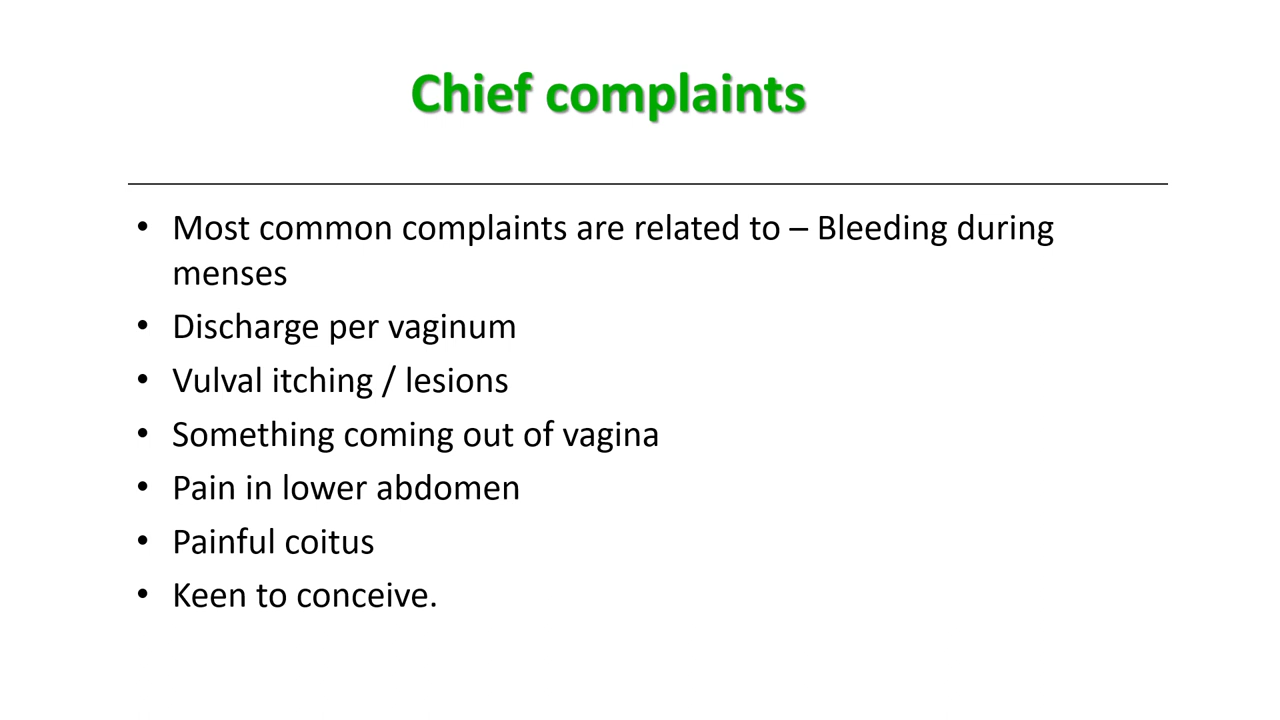 Chief complaints
• Most common complaints are related to – Bleeding during
menses
• Discharge per vaginum
• Vulval itching / lesions
• Something coming out of vagina
• Pain in lower abdomen
• Painful coitus
• Keen to conceive.